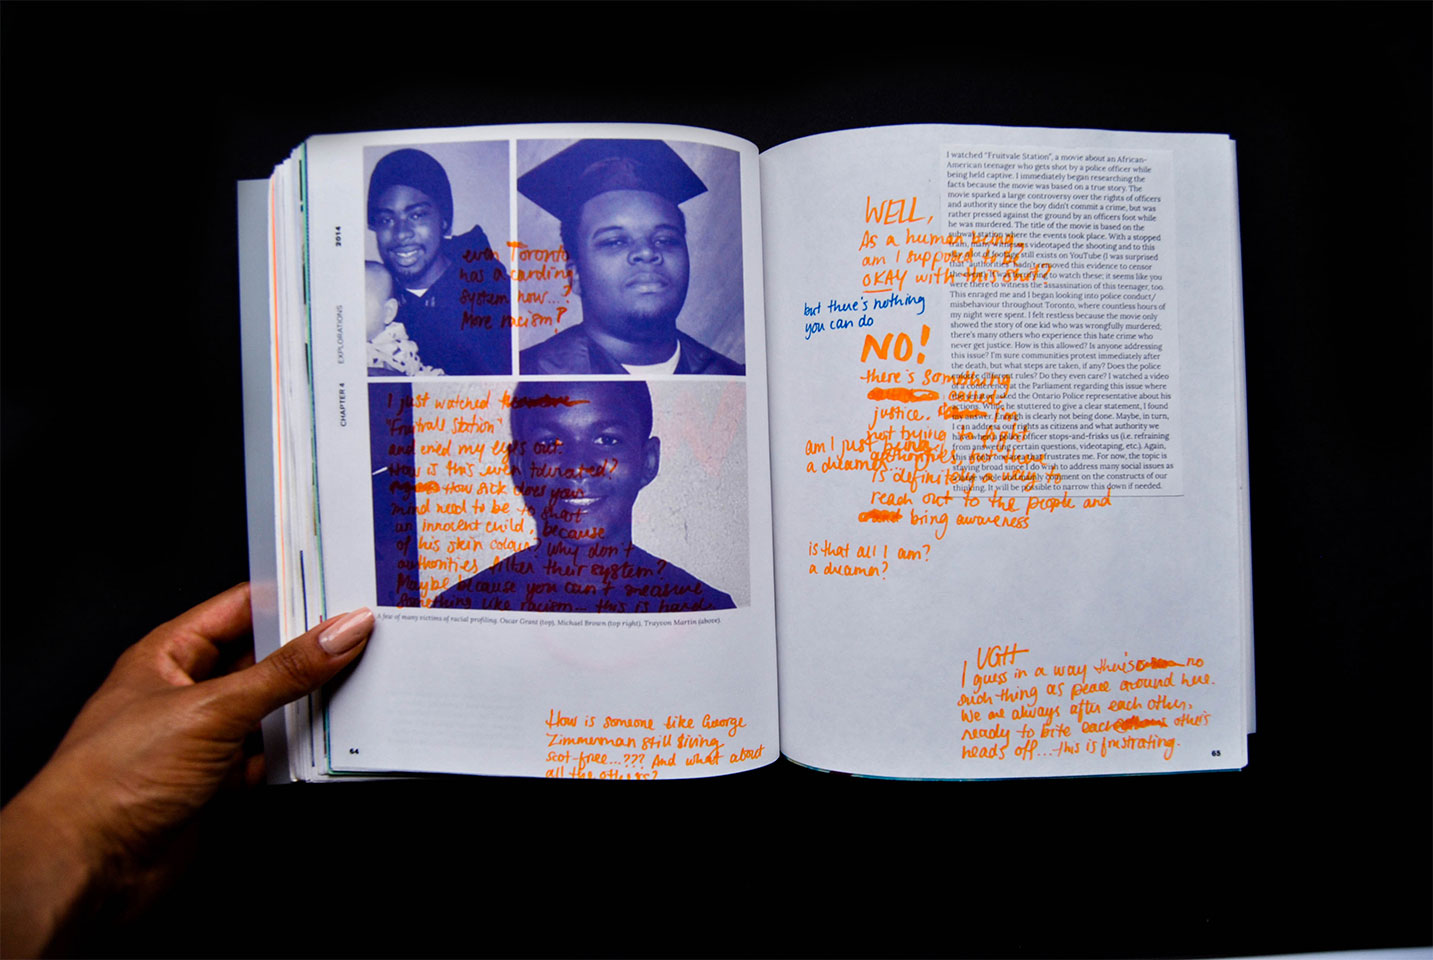 2014
EXPLORATIONS
CHAPTER 4
even Toronto
has a carding
system now...?
More racism?
I just watched
"Fruitvall Station"
and cried my eyes out.
How is this even tolerated?
How sick does your
mind need to be to shoot
an innocent child, because
of his skin colour? Why don't
authorities filter their system?
Maybe because you can't measure
something like racism... this is hard.
A few of many victims of racial profiling. Oscar Grant (top), Michael Brown (top right), Trayvon Martin (above).
How is someone like George
Zimmerman still living
scot-free...??? And what about
all the others?
64
I watched "Fruitvale Station", a movie about an African-
American teenager who gets shot by a police officer while
being held captive. I immediately began researching the
facts because the movie was based on a true story. The
movie sparked a large controversy over the rights of officers
and authority since the boy didn't commit a crime, but was
rather pressed against the ground by an officers foot while
he was murdered. The title of the movie is based on the
subway station where the events took place. With a stopped
train, many witnesses videotaped the shooting and to this
day, a lot of footage still exists on YouTube (I was surprised
that "authorities" hadn't removed this evidence to censor
the event). It was terrifying to watch these; it seems like you
were there to witness the assassination of this teenager, too.
This enraged me and I began looking into police conduct/
misbehaviour throughout Toronto, where countless hours of
my night were spent. I felt restless because the movie only
showed the story of one kid who was wrongfully murdered;
there's many others who experience this hate crime who
never get justice. How is this allowed? Is anyone addressing
this issue? I'm sure communities protest immediately after
the death, but what steps are taken, if any? Does the police
enforce different rules? Do they even care? I watched a video
of a conference at the Parliament regarding this issue where
asked the Ontario Police representative about his
actions. While he stuttered to give a clear statement, I found
my answer. Enough is clearly not being done. Maybe, in turn,
I can address our rights as citizens and what authority we
have when a police officer stops-and-frisks us (i.e. refraining
from answering certain questions, videotaping, etc.). Again,
this is only because that frustrates me. For now, the topic is
staying broad since I do wish to address many social issues as
comment on the constructs of our
thinking. It will be possible to narrow this down if needed.
WELL,
As a human being,
am I supposed to be
OKAY with this shit?
but there's nothing
you can do
NO!
there's something
called
justice. I'm
not trying to fight
authorities but there
is definitely a way to
reach out to the people and
bring awareness
am I just being
a dreamer...
is that all I am?
a dreamer?
UGH
I guess in a way there's no
such thing as peace around here.
We are always after each other,
ready to bite each others
heads off... this is frustrating.
65